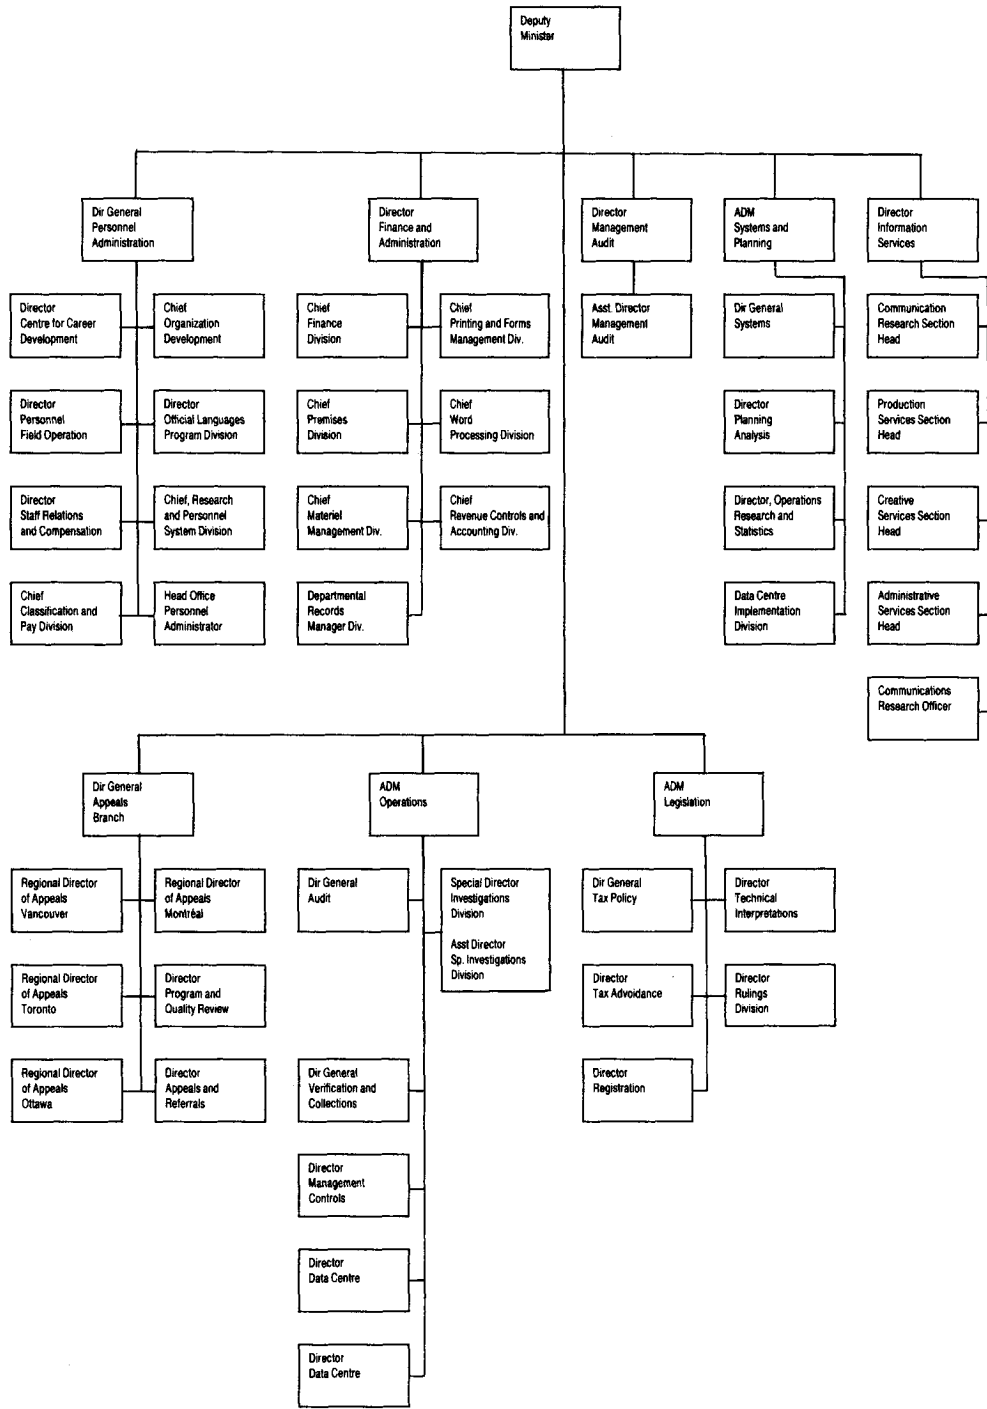 Deputy
Minister
Dir General
Personnel
Administration
Director
Finance and
Administration
Director
Management
Audit
ADM
Systems and
Planning
Director
Information
Services
Director
Centre for Career
Development
Chief
Organization
Development
Chief
Finance
Division
Chief
Printing and Forms
Management Div.
Asst. Director
Management
Audit
Dir General
Systems
Communication
Research Section
Head
Director
Personnel
Field Operation
Director
Official Languages
Program Division
Chief
Premises
Division
Chief
Word
Processing Division
Director
Planning
Analysis
Production
Services Section
Head
Director
Staff Relations
and Compensation
Chief, Research
and Personnel
System Division
Chief
Materiel
Management Div.
Chief
Revenue Controls and
Accounting Div.
Director, Operations
Research and
Statistics
Creative
Services Section
Head
Chief
Classification and
Pay Division
Head Office
Personnel
Administrator
Departmental
Records
Manager Div.
Data Centre
Implementation
Division
Administrative
Services Section
Head
Communications
Research Officer
Dir General
Appeals
Branch
ADM
Operations
ADM
Legislation
Regional Director
of Appeals
Vancouver
Regional Director
of Appeals
Montréal
Dir General
Audit
Special Director
Investigations
Division
Asst Director
Sp. Investigations
Division
Dir General
Tax Policy
Director
Technical
Interpretations
Regional Director
of Appeals
Toronto
Director
Program and
Quality Review
Director
Tax Advoidance
Director
Rulings
Division
Regional Director
of Appeals
Ottawa
Director
Appeals and
Referrals
Dir General
Verification and
Collections
Director
Registration
Director
Management
Controls
Director
Data Centre
Director
Data Centre